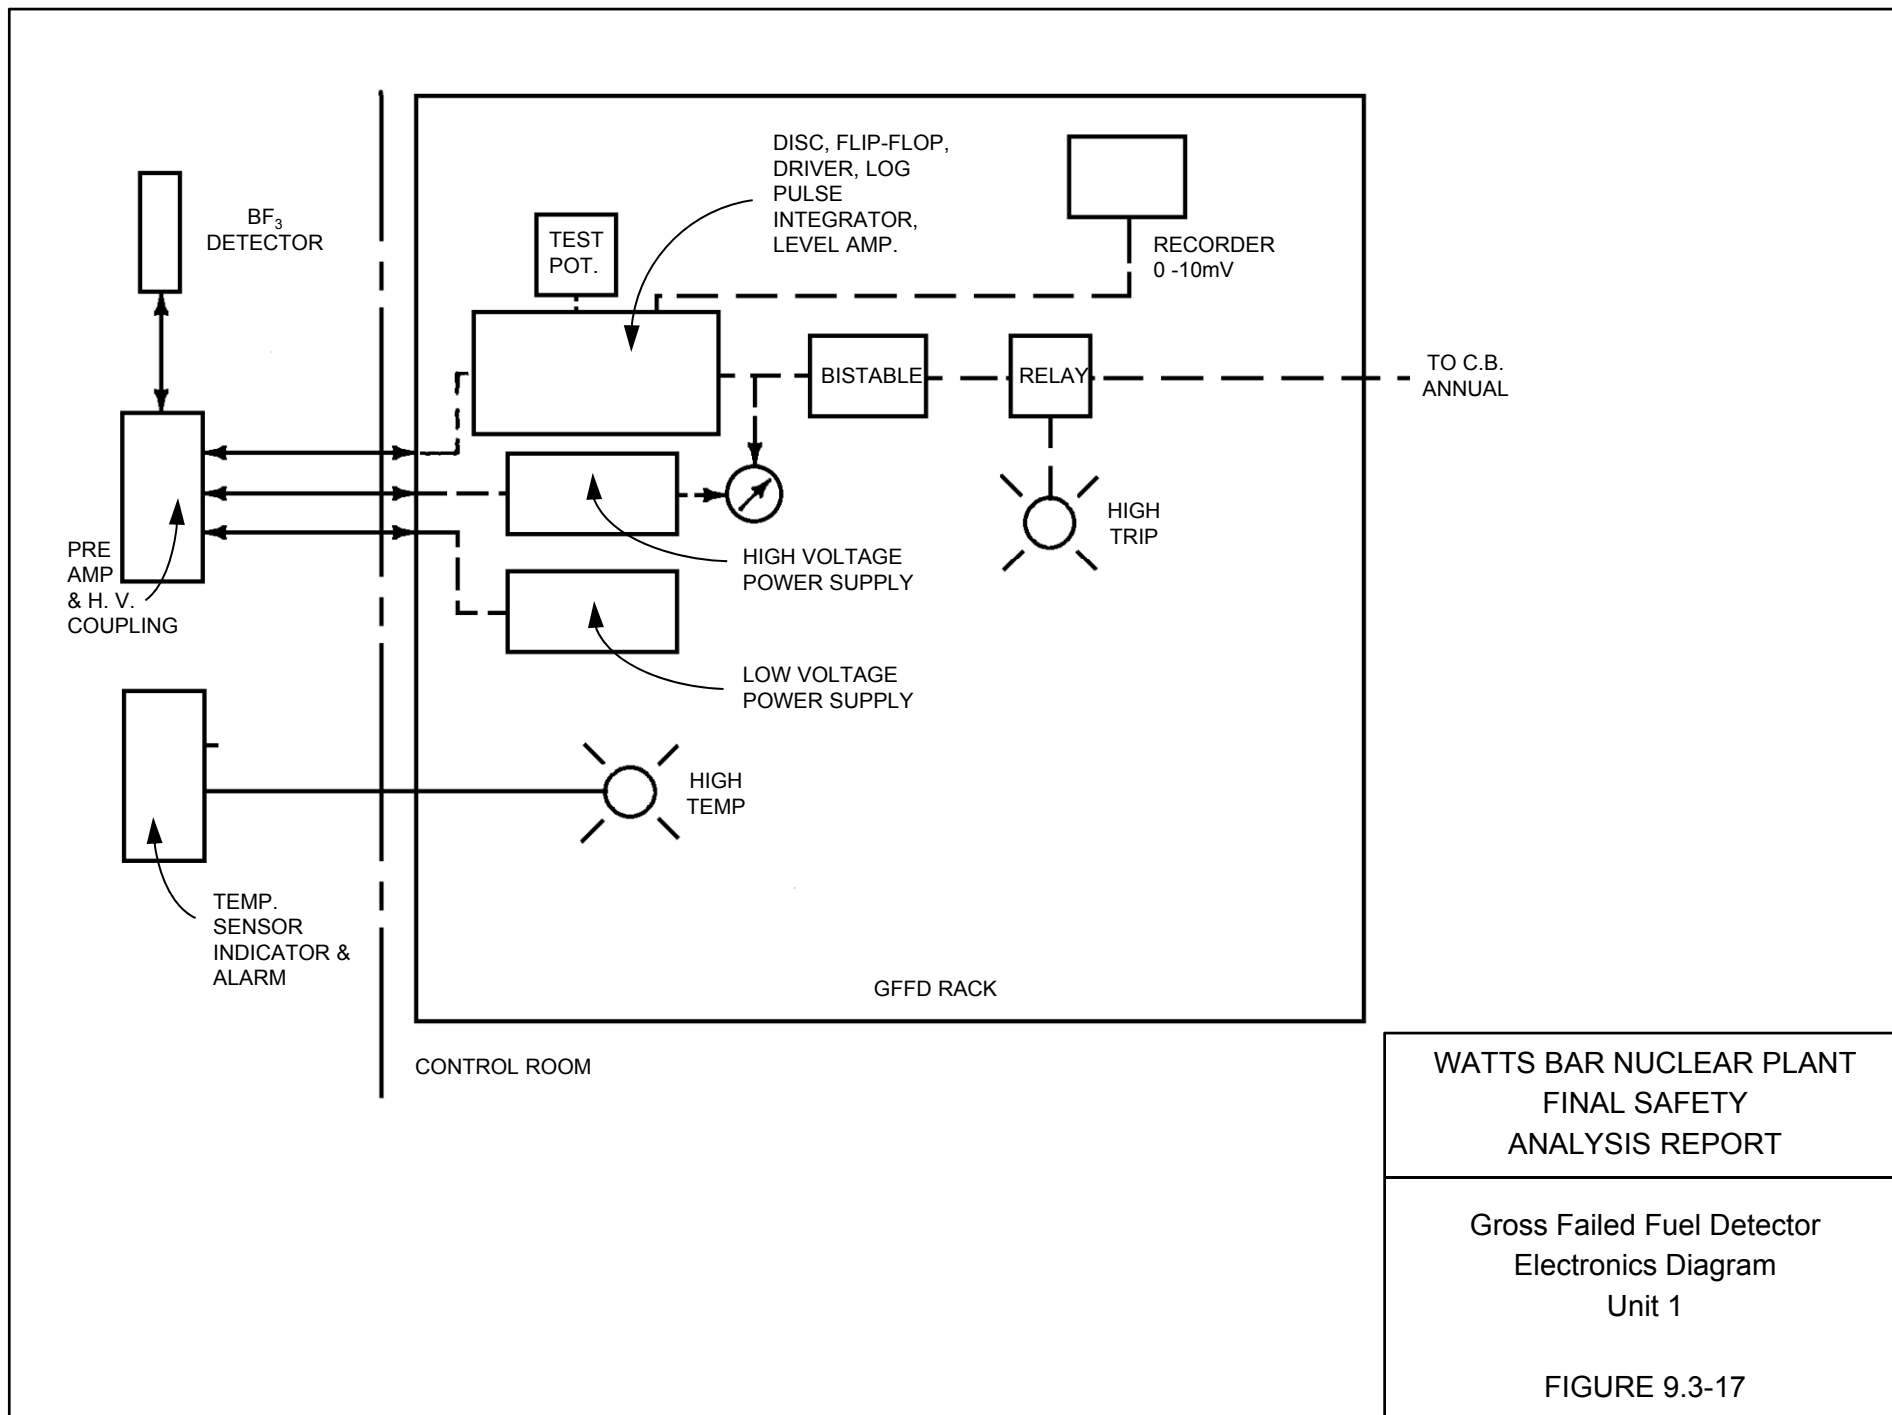 DISC, FLIP-FLOP,
DRIVER, LOG
PULSE
INTEGRATOR,
LEVEL AMP.
BF₃
DETECTOR
TEST
POT.
RECORDER
0 -10mV
BISTABLE
RELAY
TO C.B.
ANNUAL
HIGH
TRIP
PRE
AMP
& H. V.
COUPLING
HIGH VOLTAGE
POWER SUPPLY
LOW VOLTAGE
POWER SUPPLY
HIGH
TEMP
TEMP.
SENSOR
INDICATOR &
ALARM
GFFD RACK
CONTROL ROOM
WATTS BAR NUCLEAR PLANT
FINAL SAFETY
ANALYSIS REPORT
Gross Failed Fuel Detector
Electronics Diagram
Unit 1
FIGURE 9.3-17